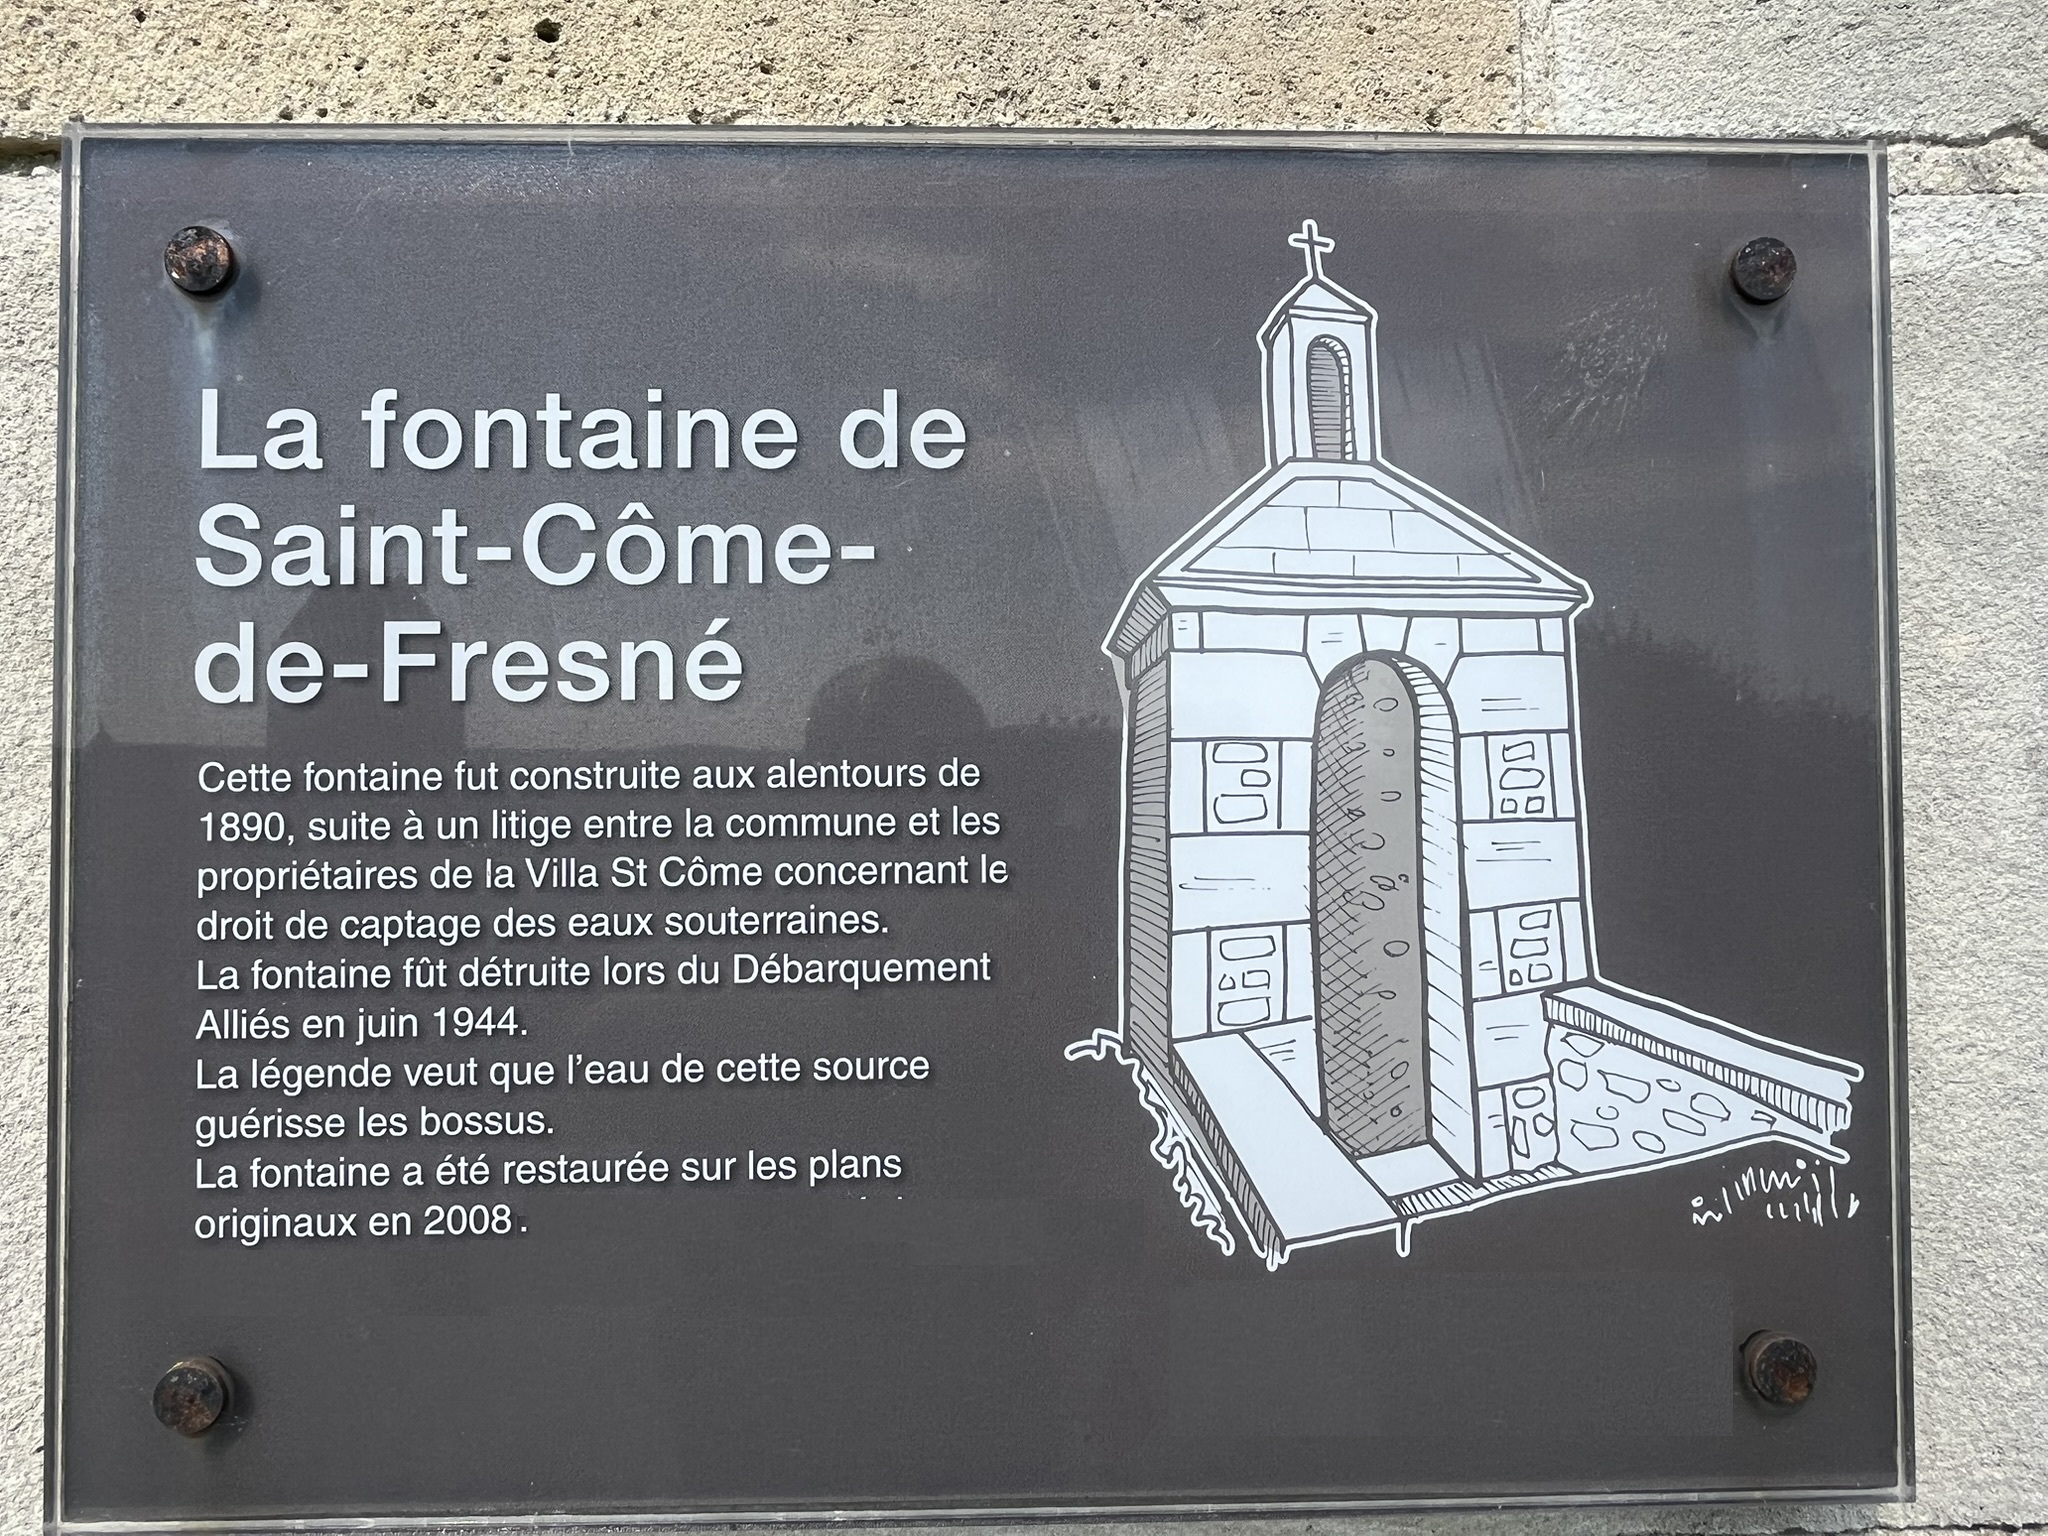 La fontaine de
Saint-Côme-
de-Fresné
Cette fontaine fut construite aux alentours de
1890, suite à un litige entre la commune et les
propriétaires de la Villa St Côme concernant le
droit de captage des eaux souterraines.
La fontaine fût détruite lors du Débarquement
Alliés en juin 1944.
La légende veut que l'eau de cette source
guérisse les bossus.
La fontaine a été restaurée sur les plans
originaux en 2008.